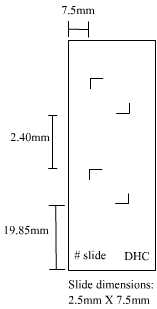 7.5mm
2.40mm
19.85mm
# slide DHC
Slide dimensions:
2.5mm X 7.5mm